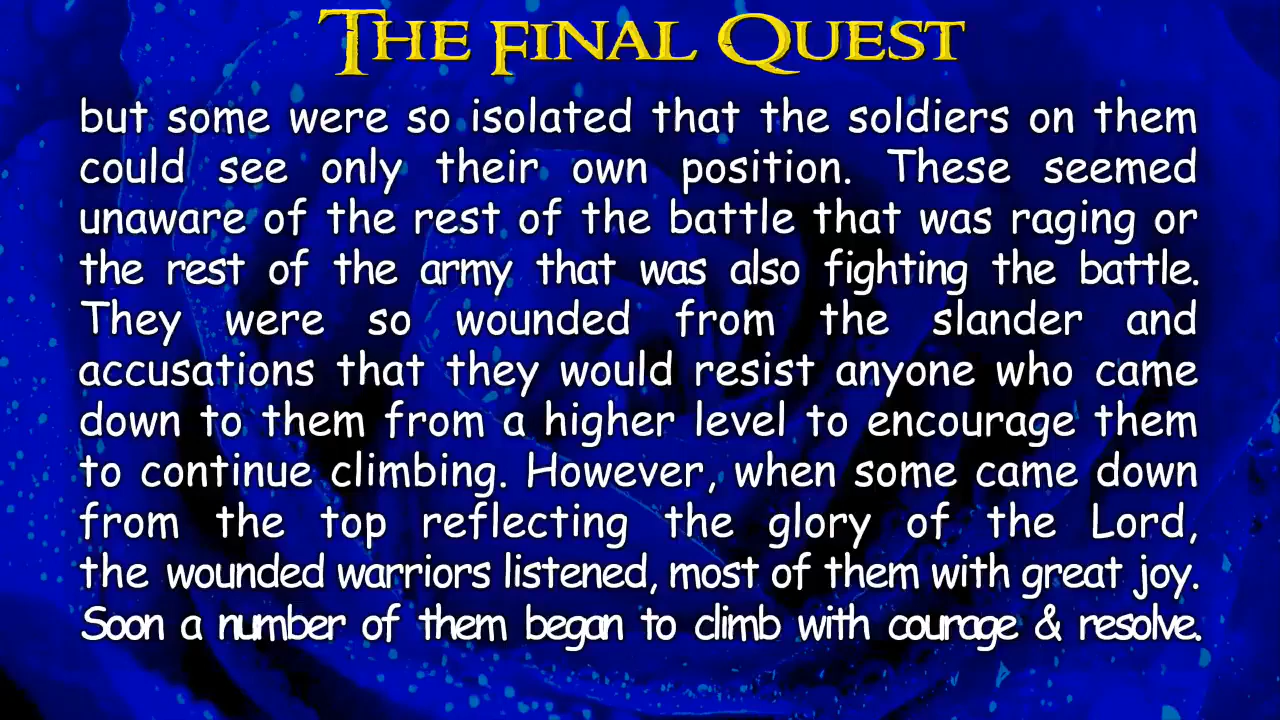 The Final Quest
but some were so isolated that the soldiers on them
could see only their own position. These seemed
unaware of the rest of the battle that was raging or
the rest of the army that was also fighting the battle.
They were so wounded from the slander and
accusations that they would resist anyone who came
down to them from a higher level to encourage them
to continue climbing. However, when some came down
from the top reflecting the glory of the Lord,
the wounded warriors listened, most of them with great joy.
Soon a number of them began to climb with courage & resolve.